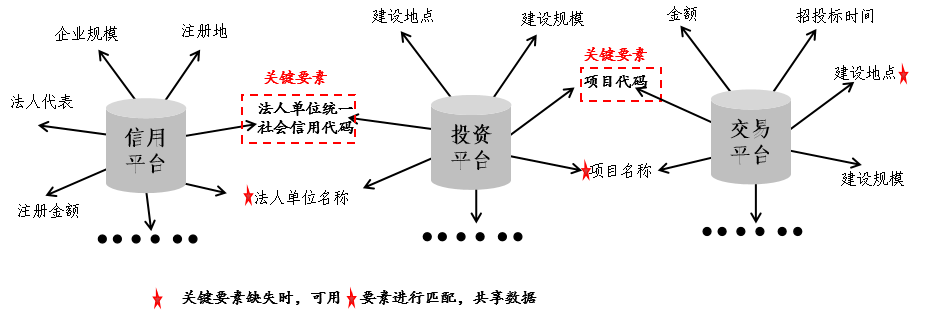 企业规模
注册地
法人代表
信用
平台
注册金额
关键要素
法人单位统一
社会信用代码
法人单位名称
建设地点
建设规模
投资
平台
关键要素
项目代码
项目名称
金额
招投标时间
建设地点
交易
平台
建设规模
关键要素缺失时，可用
要素进行匹配，共享数据